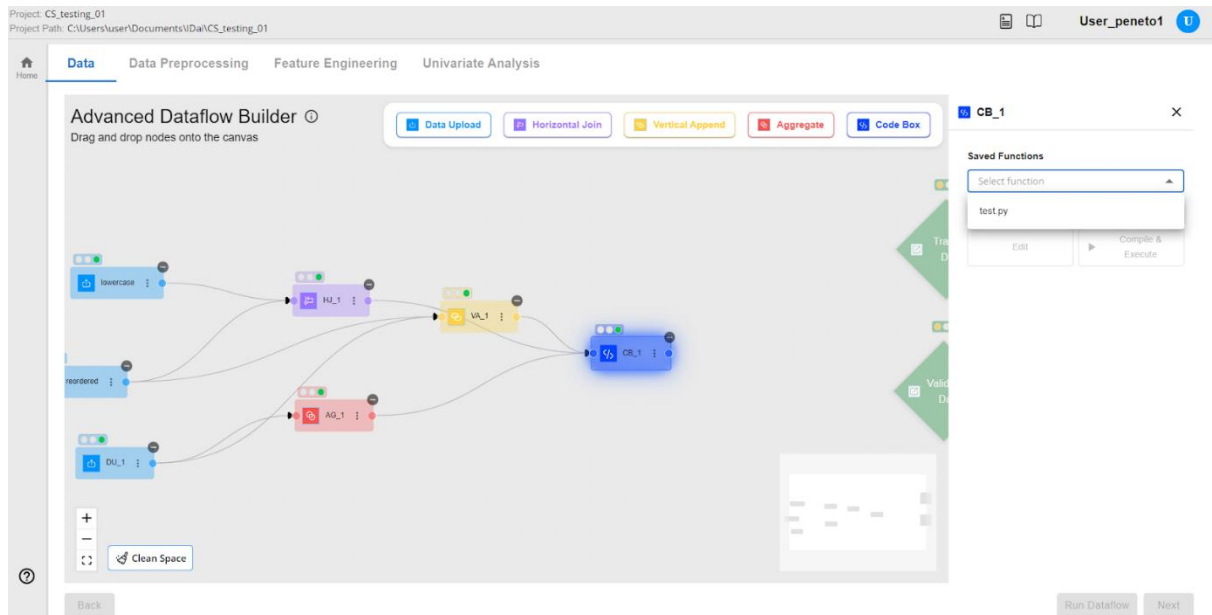 Project: CS_testing_01
Project Path: C:\Users\user\Documents\IDai\CS_testing_01
User_peneto1
U
Home
Data
Data Preprocessing
Feature Engineering
Univariate Analysis
Advanced Dataflow Builder
Drag and drop nodes onto the canvas
Data Upload
Horizontal Join
Vertical Append
Aggregate
Code Box
CB_1
Saved Functions
Select function
test.py
Edit
Compile &
Execute
Tra
D
lowercase
HJ_1
VA_1
CB_1
reordered
AG_1
Valid
Da
DU_1
Clean Space
Back
Run Dataflow
Next